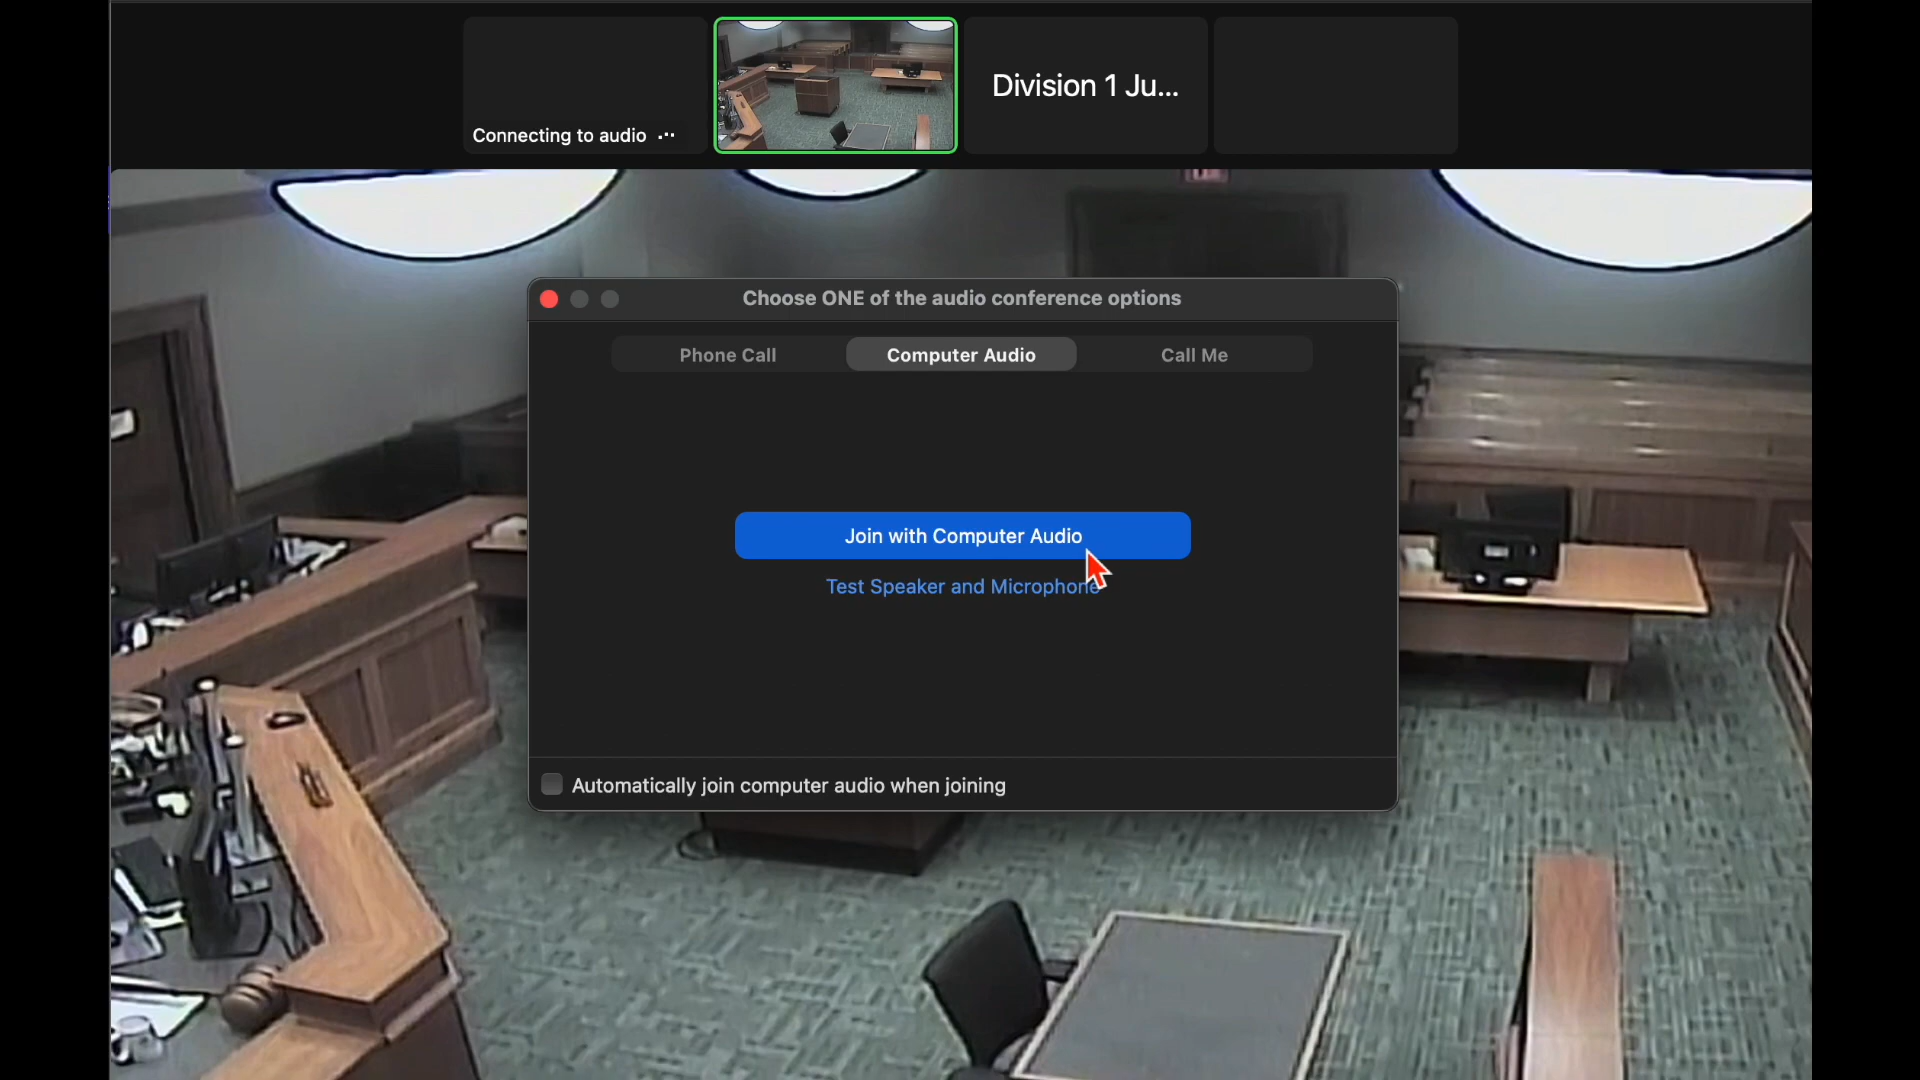 Connecting to audio ...
Division 1 Ju...
Choose ONE of the audio conference options
Phone Call
Computer Audio
Call Me
Join with Computer Audio
Test Speaker and Microphone
Automatically join computer audio when joining